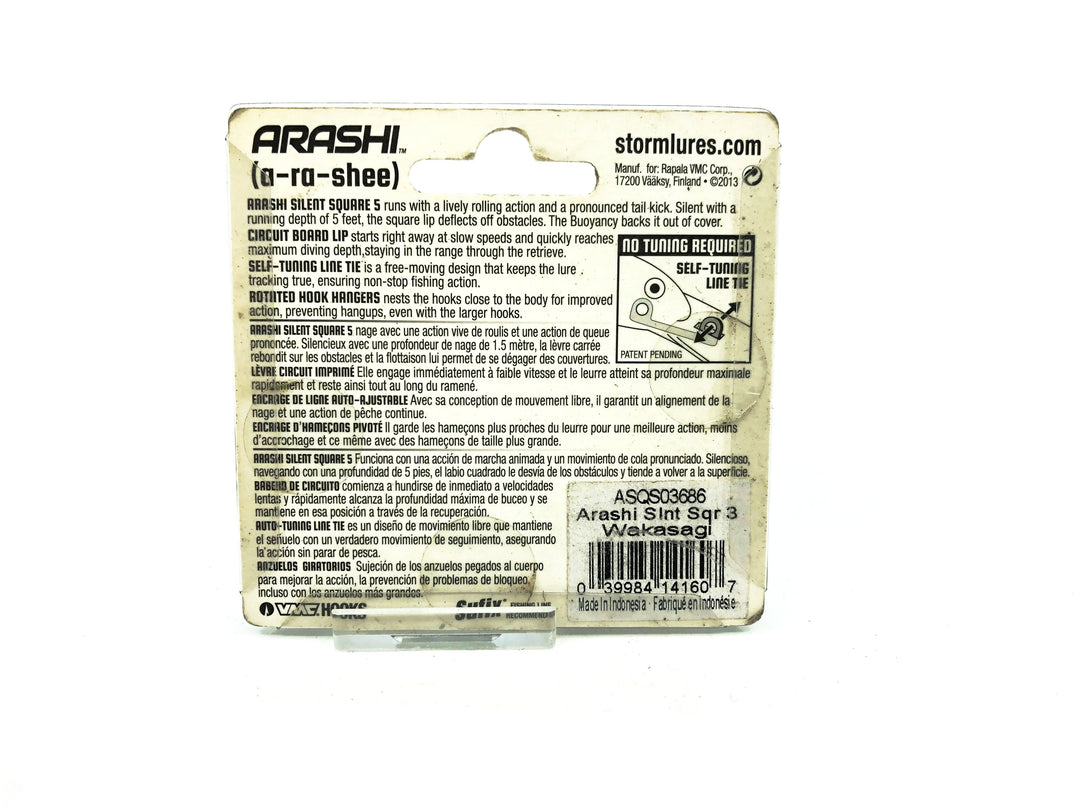 ARASHI™
(a-ra-shee)
stormlures.com
Manuf. for: Rapala VMC Corp.,
17200 Vääksy, Finland • ©2013
ARASHI SILENT SQUARE 5 runs with a lively rolling action and a pronounced tail kick. Silent with a
running depth of 5 feet, the square lip deflects off obstacles. The Buoyancy backs it out of cover.
CIRCUIT BOARD LIP starts right away at slow speeds and quickly reaches
maximum diving depth,staying in the range through the retrieve.
SELF-TUNING LINE TIE is a free-moving design that keeps the lure
tracking true, ensuring non-stop fishing action.
ROTATED HOOK HANGERS nests the hooks close to the body for improved
action, preventing hangups, even with the larger hooks.
NO TUNING REQUIRED
SELF-TUNING
LINE TIE
PATENT PENDING
ARASHI SILENT SQUARE 5 nage avec une action vive de roulis et une action de queue
prononcée. Silencieux avec une profondeur de nage de 1.5 mètre, la lèvre carrée
rebondit sur les obstacles et la flottaison lui permet de se dégager des couvertures.
LÈVRE CIRCUIT IMPRIMÉ Elle engage immédiatement à faible vitesse et le leurre atteint sa profondeur maximale
rapidement et reste ainsi tout au long du ramené.
ENCRAGE DE LIGNE AUTO-AJUSTABLE Avec sa conception de mouvement libre, il garantit un alignement de la
nage et une action de pêche continue.
ENCRAGE D'HAMEÇONS PIVOTÉ Il garde les hameçons plus proches du leurre pour une meilleure action, moins
d'accrochage et ce même avec des hameçons de taille plus grande.
ARASHI SILENT SQUARE 5 Funciona con una acción de marcha animada y un movimiento de cola pronunciado. Silencioso,
navegando con una profundidad de 5 pies, el labio cuadrado le desvía de los obstáculos y tiende a volver a la superficie.
BABERO DE CIRCUITO comienza a hundirse de inmediato a velocidades
lentas y rápidamente alcanza la profundidad máxima de buceo y se
mantiene en esa posición a través de la recuperación.
AUTO-TUNING LINE TIE es un diseño de movimiento libre que mantiene
el señuelo con un verdadero movimiento de seguimiento, asegurando
la acción sin parar de pesca.
ANZUELOS GIRATORIOS Sujeción de los anzuelos pegados al cuerpo
para mejorar la acción, la prevención de problemas de bloqueo,
incluso con los anzuelos más grandes.
ASQS03686
Arashi Slnt Sqr 3
Wakasagi
0 39984 14160 7
Made In Indonesia · Fabriqué en Indonésie
VMC HOOKS
Sufix FISHING LINE
RECOMMENDED